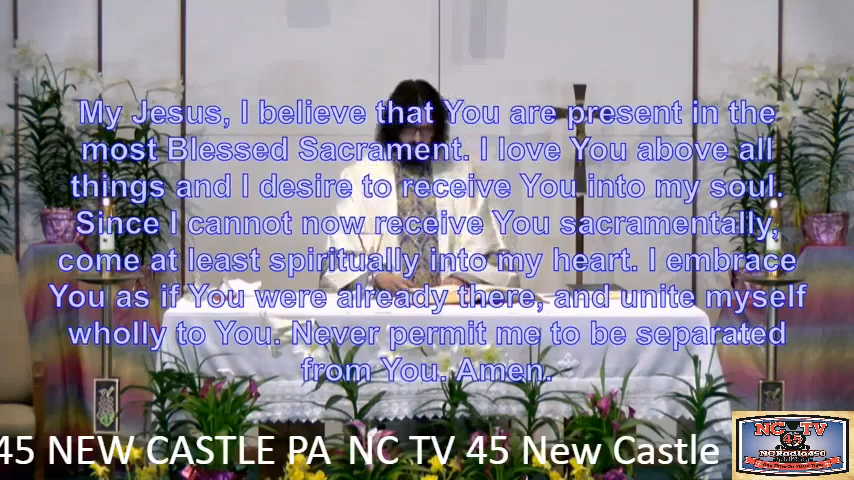 My Jesus, I believe that You are present in the
most Blessed Sacrament. I love You above all
things and I desire to receive You into my soul.
Since I cannot now receive You sacramentally,
come at least spiritually into my heart. I embrace
You as if You were already there, and unite myself
wholly to You. Never permit me to be separated
from You. Amen.
45 NEW CASTLE PA NC TV 45 New Castle
NC TV
45
NCRadio450